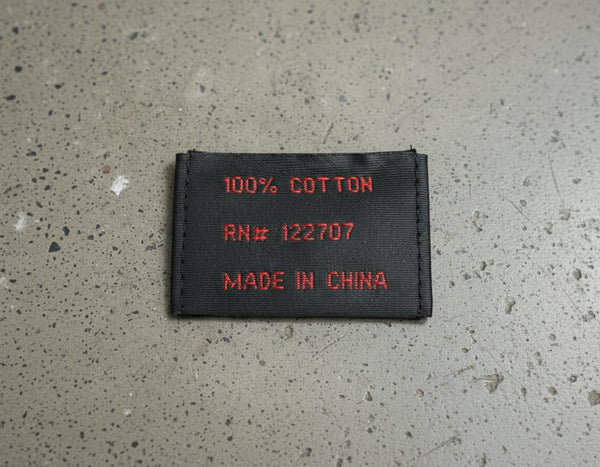 100% COTTON
RN# 122707
MADE IN CHINA